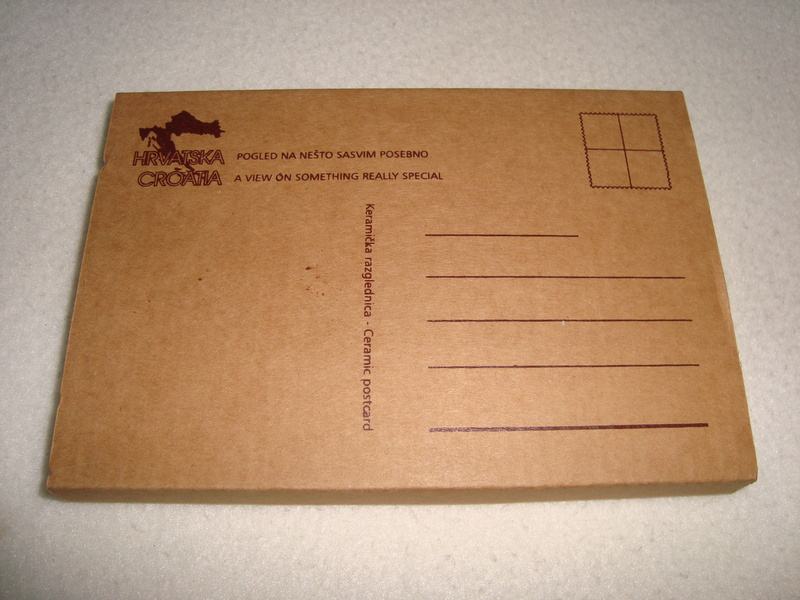 HRVATSKA
CROATIA
POGLED NA NEŠTO SASVIM POSEBNO
A VIEW ON SOMETHING REALLY SPECIAL
Keramička razglednica - Ceramic postcard